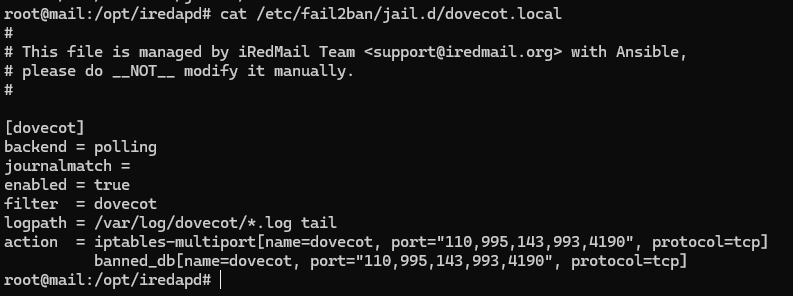 root@mail:/opt/iredapd# cat /etc/fail2ban/jail.d/dovecot.local
#
# This file is managed by iRedMail Team <support@iredmail.org> with Ansible,
# please do __NOT__ modify it manually.
#
[dovecot]
backend = polling
journalmatch =
enabled = true
filter  = dovecot
logpath = /var/log/dovecot/*.log tail
action  = iptables-multiport[name=dovecot, port="110,995,143,993,4190", protocol=tcp]
          banned_db[name=dovecot, port="110,995,143,993,4190", protocol=tcp]
root@mail:/opt/iredapd#